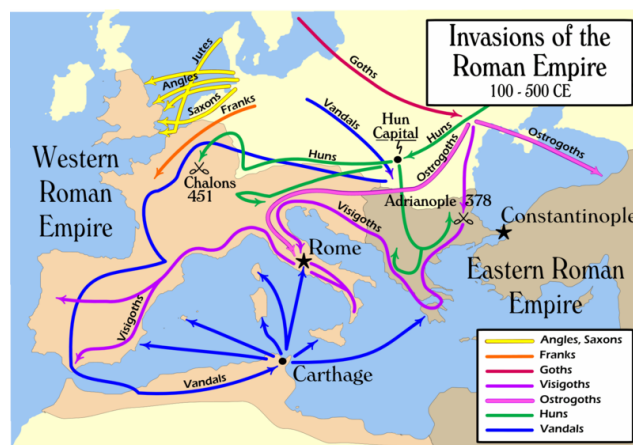 Invasions of the
Roman Empire
100 - 500 CE
Jutes
Angles
Saxons
Franks
Goths
Vandals
Hun
Capital
Huns
Ostrogoths
Ostrogoths
Huns
Chalons
451
Western
Roman
Empire
Adrianople 378
Visigoths
Constantinople
Rome
Eastern Roman
Empire
Visigoths
Vandals
Carthage
Angles, Saxons
Franks
Goths
Visigoths
Ostrogoths
Huns
Vandals